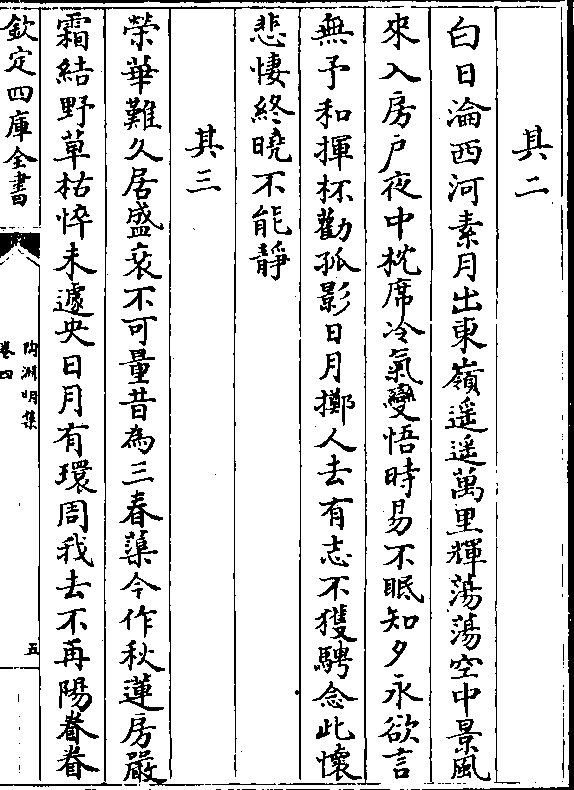 其二
白日淪西河素月出東嶺遥遥萬里輝蕩蕩空中景風
來入房戶夜中枕席冷氣變悟時易不眠知夕永欲言
無予和揮杯勸孤影日月擲人去有志不獲騁念此懷
悲悽終曉不能靜
其三
榮華難久居盛衰不可量昔為三春蕖今作秋蓮房嚴
霜結野草枯悴未遽央日月有環周我去不再陽眷眷
欽定四庫全書
陶淵明集
卷四
五